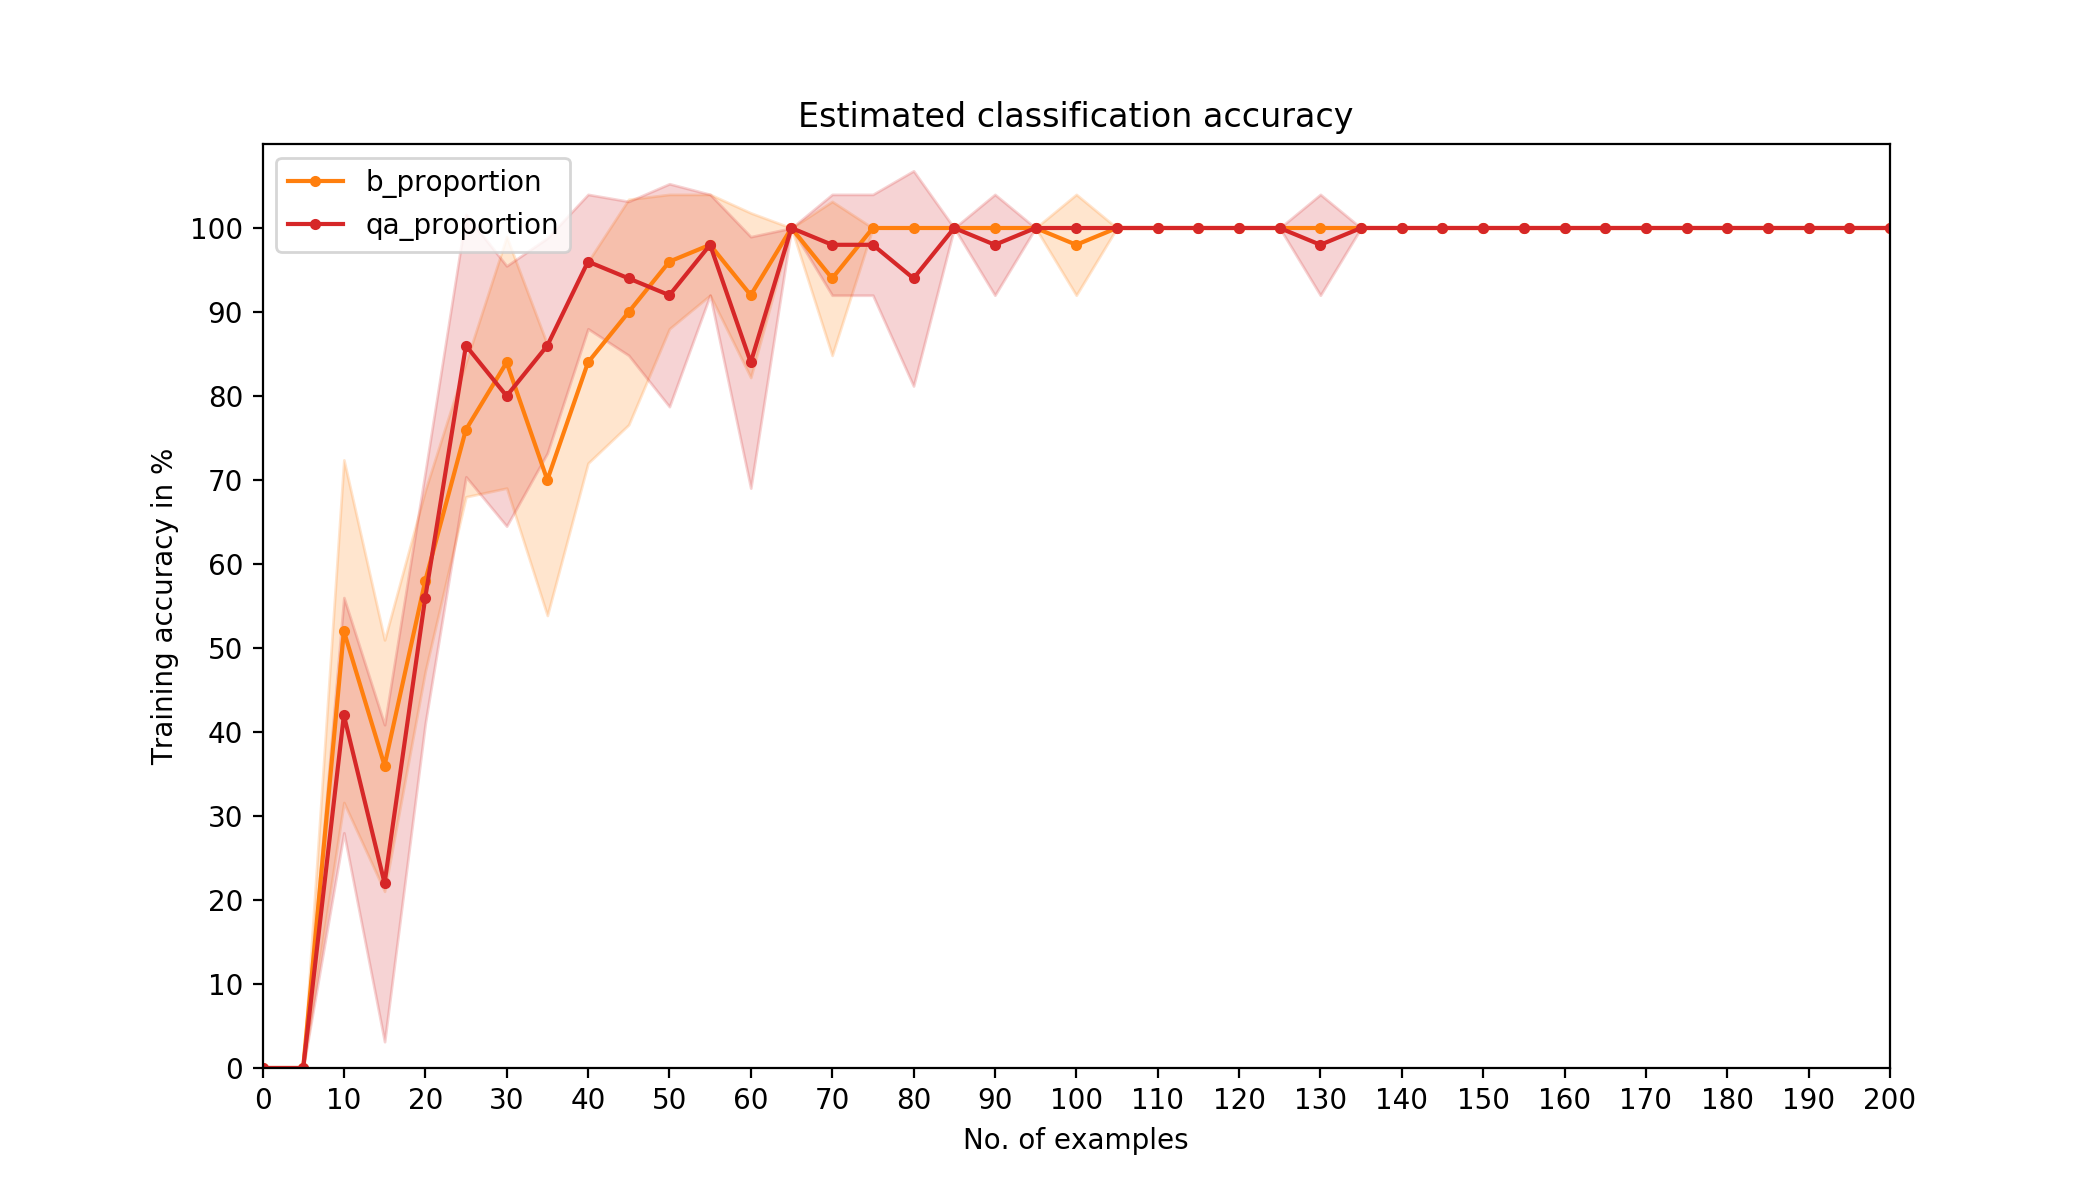 Estimated classification accuracy
b_proportion
qa_proportion
Training accuracy in %
100
90
80
70
60
50
40
30
20
10
0
0 10 20 30 40 50 60 70 80 90 100 110 120 130 140 150 160 170 180 190 200
No. of examples